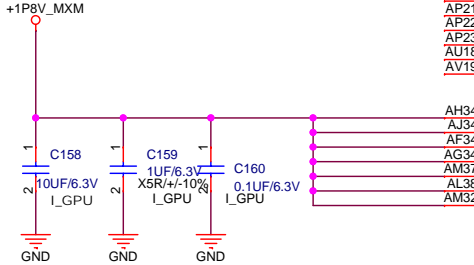 +1P8V_MXM
AP21
AP22
AP23
AU18
AV19
AH34
AJ34
AF34
AG34
AM37
AL38
AM32
1
C158
10UF/6.3V
2
I_GPU
GND
1
C159
1UF/6.3V
X5R/+/-10%
2
I_GPU
GND
1
C160
0.1UF/6.3V
2
I_GPU
GND